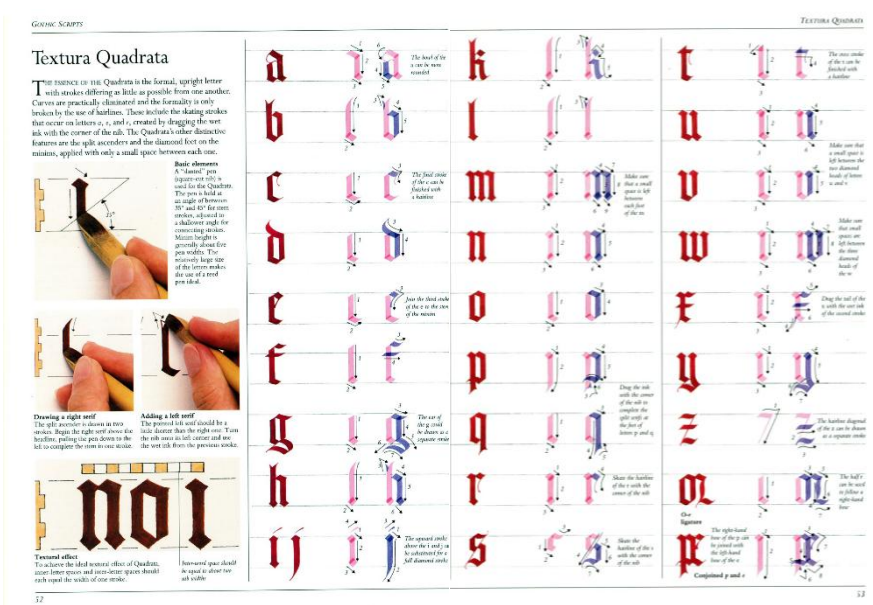 GOTHIC SCRIPTS
TEXTURA QUADRATA
Textura Quadrata
THE ESSENCE OF THE Quadrata is the formal, upright letter
with strokes differing as little as possible from one another.
Curves are practically eliminated and the formality is only
broken by the use of hairlines. These include the skating strokes
that occur on letters a, s, and r, created by dragging the wet
ink with the corner of the nib. The Quadrata's other distinctive
features are the split ascenders and the diamond feet on the
minims, applied with only a small space between each one.
Basic elements
A "slanted" pen
(square-cut nib) is
used for the Quadrata.
The pen is held at
an angle of between
35° and 45° for stem
strokes, adjusted to
a shallower angle for
connecting strokes.
Minim height is
generally about five
pen widths. The
relatively large size
of the letters makes
the use of a reed
pen ideal.
Drawing a right serif
The split ascender is drawn in two
strokes. Begin the right serif above the
headline, pulling the pen down to the
left to complete the stem in one stroke.
Adding a left serif
The pointed left serif should be a
little shorter than the right one. Turn
the nib onto its left corner and use
the wet ink from the previous stroke.
noi
Textural effect
To achieve the ideal textural effect of Quadrata,
inner-letter spaces and inter-letter spaces should
each equal the width of one stroke.
Inter-word space should
be equal to about two
nib widths
52
a
The bowl of the
a can be more
rounded
b
c
The final stroke
of the c can be
finished with
a hairline
d
e
Join the third stroke
of the e to the stem
of the minim
f
g
The ear of
the g could
be drawn as a
separate stroke
h
i j
The upward stroke
above the i and j can
be substituted for a
full diamond stroke
k
l
m
Make sure
that a small
space is left
between
each foot
of the m
n
o
p
Drag the ink
with the corner
of the nib to
complete the
split serifs at
the feet of
letters p and q
q
r
Skate the hairline
of the r with the
corner of the nib
s
Skate the
hairline of the s
with the corner
of the nib
t
The cross stroke
of the t can be
finished with
a hairline
u
Make sure that
a small space is
left between the
two diamond
heads of letters
u and v
v
w
Make sure
that small
spaces are
left between
the three
diamond
heads of
the w
x
Drag the tail of the
x with the wet ink
of the second stroke
y
z
The hairline diagonal
of the z can be drawn
as a separate stroke
O-r
ligature
The half r
can be used
to follow a
right-hand
bow
The right-hand
bow of the p can
be joined with
the left-hand
bow of the e
Conjoined p and e
53